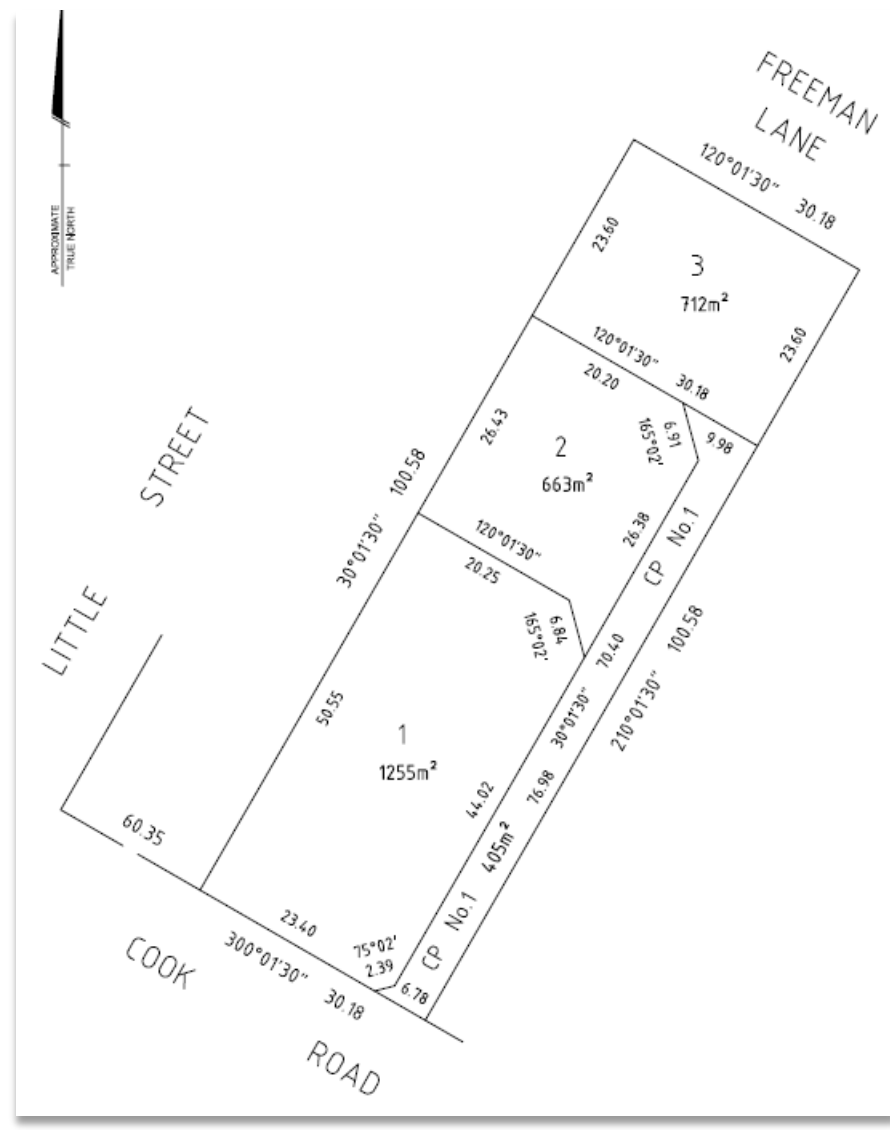 FREEMAN
LANE
120°01'30" 30.18
APPROXIMATE
TRUE NORTH
23.60
3
712m²
23.60
120°01'30"
20.20 30.18
9.98
6.91
165°02'
26.43
2
663m²
STREET
100.58
30°01'30"
120°01'30"
20.25
26.38
CP No.1
LITTLE
6.84
165°02'
70.40
30°01'30"
100.58
210°01'30"
50.55
1
1255m²
44.02
76.98
405m²
60.35
23.40
75°02'
2.39
CP No.1
6.78
300°01'30" 30.18
COOK
ROAD